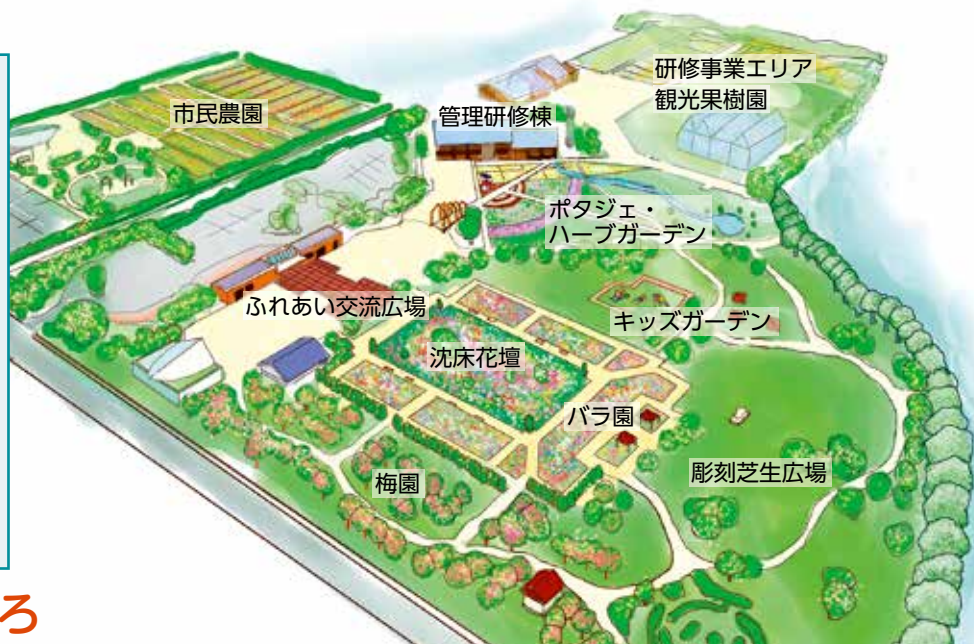 市民農園
管理研修棟
研修事業エリア
観光果樹園
ポタジェ・
ハーブガーデン
ふれあい交流広場
キッズガーデン
沈床花壇
バラ園
梅園
彫刻芝生広場
ろ